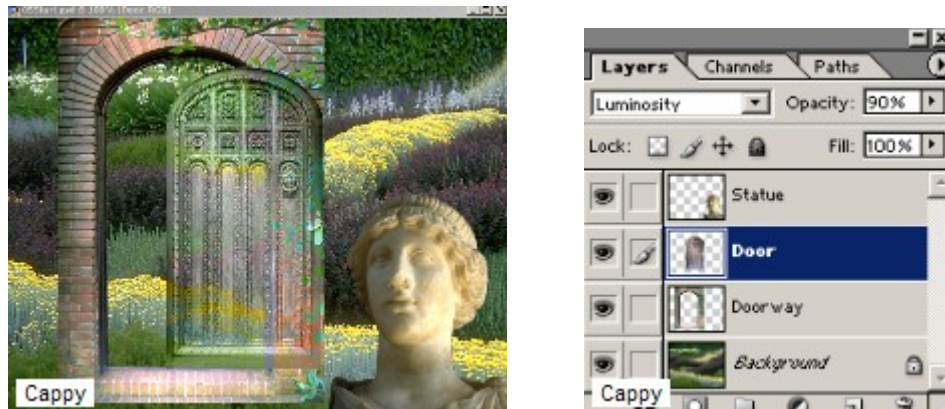 Cappy
Layers Channels Paths
Luminosity Opacity: 90%
Lock: Fill: 100%
Statue
Door
Doorway
Background
Cappy